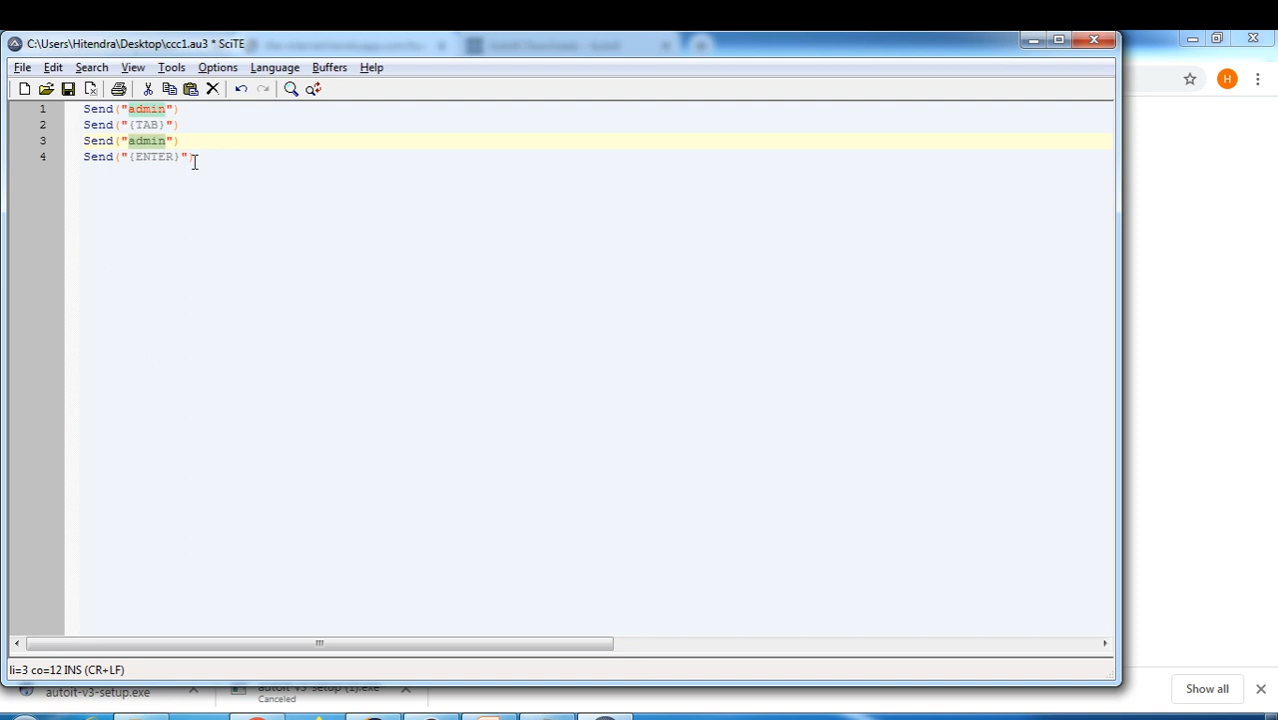 C:\Users\Hitendra\Desktop\ccc1.au3 * SciTE
File Edit Search View Tools Options Language Buffers Help
H
1 Send("admin")
2 Send("{TAB}")
3 Send("admin")
4 Send("{ENTER}")
li=3 co=12 INS (CR+LF)
autoit-v3-setup.exe
autoit-v3-setup (1).exe
Canceled
Show all